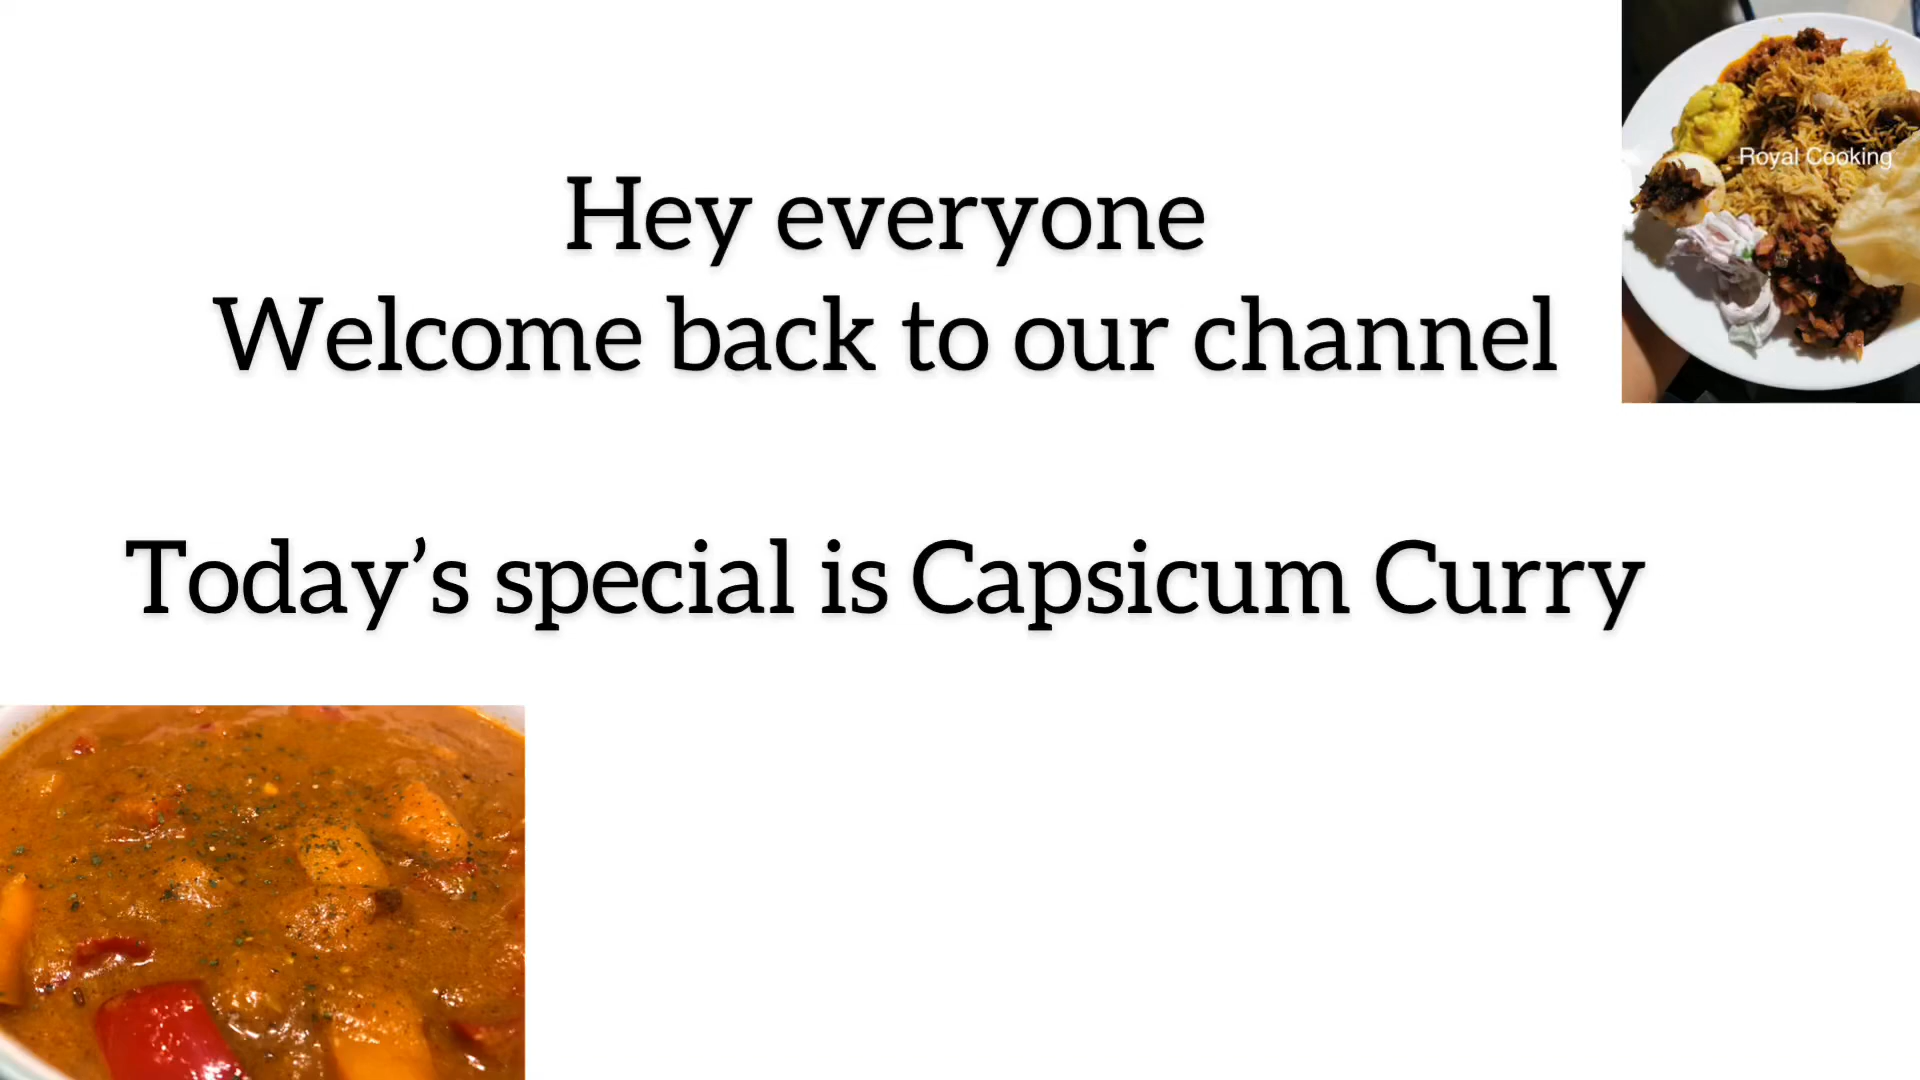 Hey everyone
Welcome back to our channel
Today’s special is Capsicum Curry
Royal Cooking